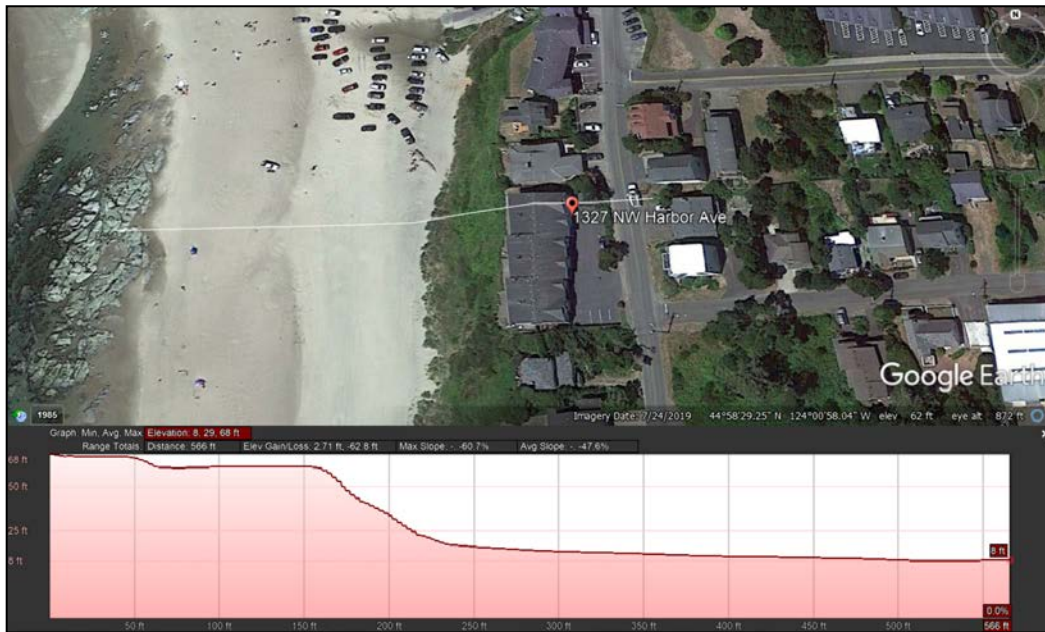 N
1327 NW Harbor Ave
Google Earth
1985
Imagery Date: 7/24/2019 44°58'29.25" N -124°00'58.04" W elev 62 ft eye alt 872 ft
Graph: Min, Avg, Max Elevation: 8, 29, 68 ft
Range Totals: Distance: 566 ft Elev Gain/Loss: 2.71 ft, -62.8 ft Max Slope: -, -60.7% Avg Slope: -, -47.6%
68 ft
50 ft
25 ft
8 ft
8 ft
0.0%
50 ft 100 ft 150 ft 200 ft 250 ft 300 ft 350 ft 400 ft 450 ft 500 ft 566 ft